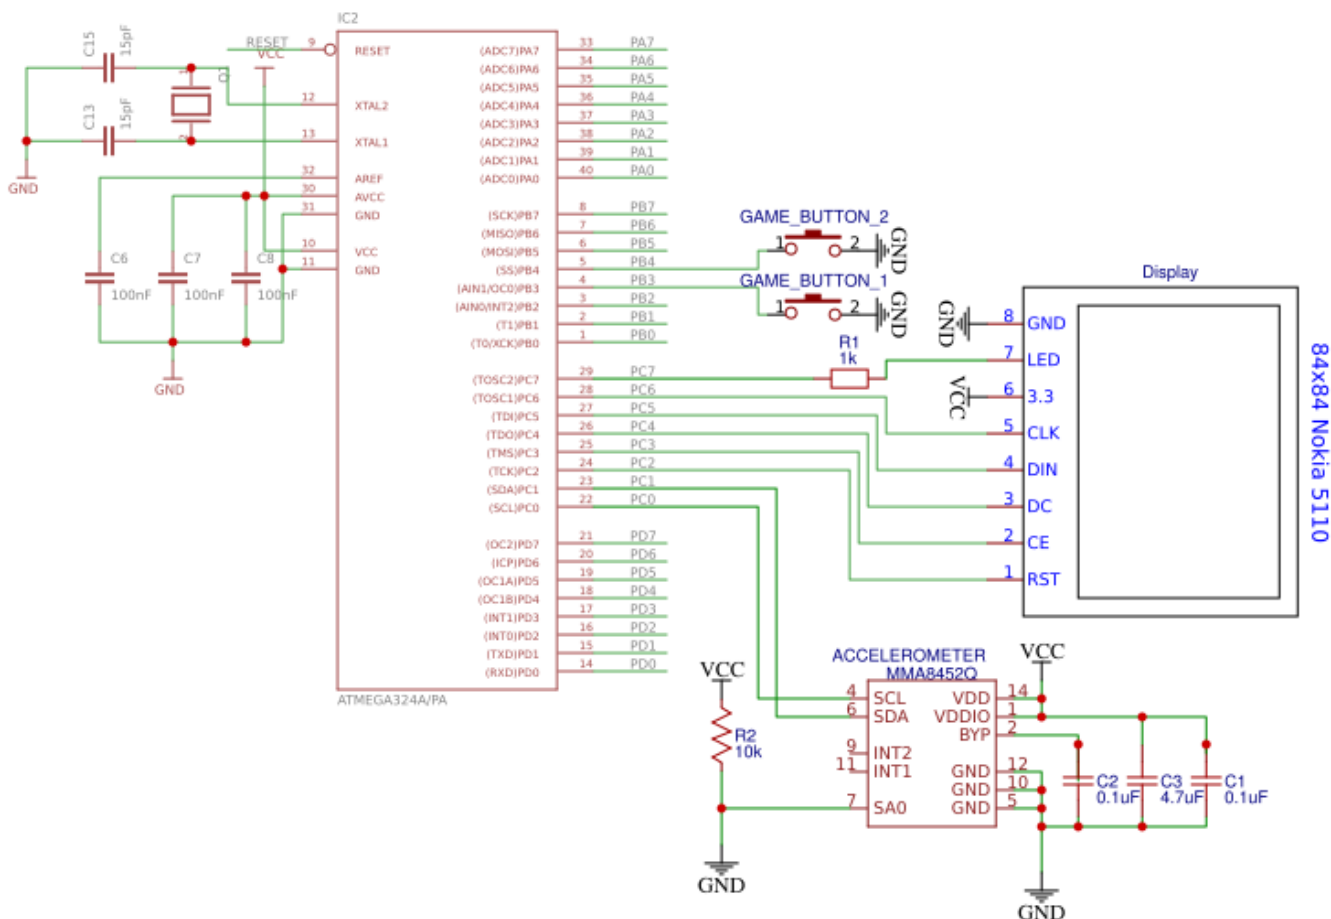 IC2
C15
15pF
RESET
VCC
9
RESET
1
Q1
12
XTAL2
C13
15pF
2
13
XTAL1
GND
32
AREF
30
AVCC
31
GND
10
VCC
11
GND
C6
100nF
C7
100nF
C8
100nF
GND
(ADC7)PA7
33
PA7
(ADC6)PA6
34
PA6
(ADC5)PA5
35
PA5
(ADC4)PA4
36
PA4
(ADC3)PA3
37
PA3
(ADC2)PA2
38
PA2
(ADC1)PA1
39
PA1
(ADC0)PA0
40
PA0
(SCK)PB7
8
PB7
(MISO)PB6
7
PB6
(MOSI)PB5
6
PB5
(SS)PB4
5
PB4
(AIN1/OC0)PB3
4
PB3
(AIN0/INT2)PB2
3
PB2
(T1)PB1
2
PB1
(T0/XCK)PB0
1
PB0
(TOSC2)PC7
29
PC7
(TOSC1)PC6
28
PC6
(TDI)PC5
27
PC5
(TDO)PC4
26
PC4
(TMS)PC3
25
PC3
(TCK)PC2
24
PC2
(SDA)PC1
23
PC1
(SCL)PC0
22
PC0
(OC2)PD7
21
PD7
(ICP)PD6
20
PD6
(OC1A)PD5
19
PD5
(OC1B)PD4
18
PD4
(INT1)PD3
17
PD3
(INT0)PD2
16
PD2
(TXD)PD1
15
PD1
(RXD)PD0
14
PD0
ATMEGA324A/PA
GAME_BUTTON_2
1
2
GND
GAME_BUTTON_1
1
2
GND
R1
1k
Display
GND
8
GND
7
LED
VCC
6
3.3
5
CLK
4
DIN
3
DC
2
CE
1
RST
84x84 Nokia 5110
ACCELEROMETER
MMA8452Q
VCC
R2
10k
GND
4
SCL
6
SDA
9
INT2
11
INT1
7
SA0
VDD
14
VDDIO
1
BYP
2
GND
12
GND
10
GND
5
VCC
C2
0.1uF
C3
4.7uF
C1
0.1uF
GND